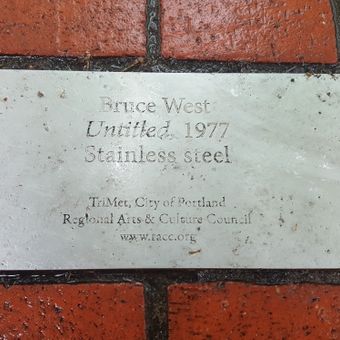 Bruce West
Untitled, 1977
Stainless steel
TriMet, City of Portland
Regional Arts & Culture Council
www.racc.org